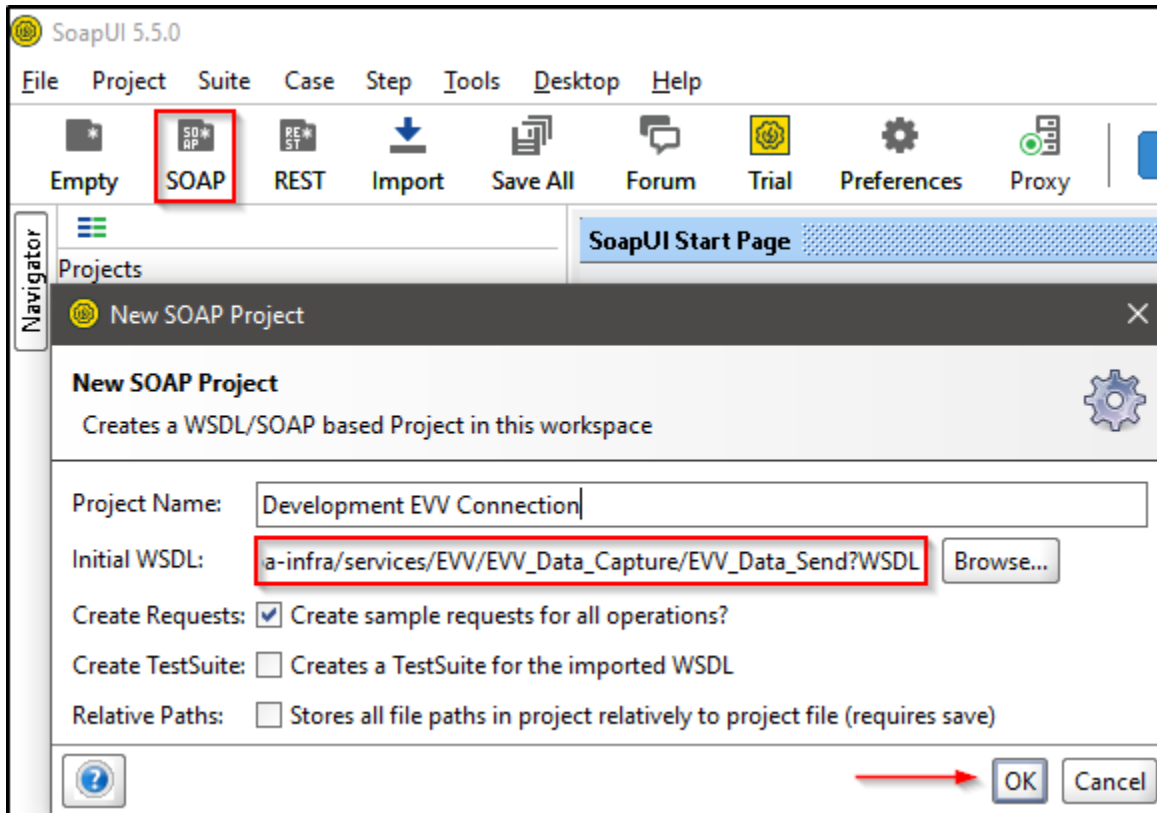 SoapUI 5.5.0
File Project Suite Case Step Tools Desktop Help
SO* AP RE* ST
Empty SOAP REST Import Save All Forum Trial Preferences Proxy
Navigator
SoapUI Start Page
Projects
New SOAP Project
New SOAP Project
Creates a WSDL/SOAP based Project in this workspace
Project Name: Development EVV Connection
Initial WSDL: a-infra/services/EVV/EVV_Data_Capture/EVV_Data_Send?WSDL Browse...
Create Requests: Create sample requests for all operations?
Create TestSuite: Creates a TestSuite for the imported WSDL
Relative Paths: Stores all file paths in project relatively to project file (requires save)
OK Cancel